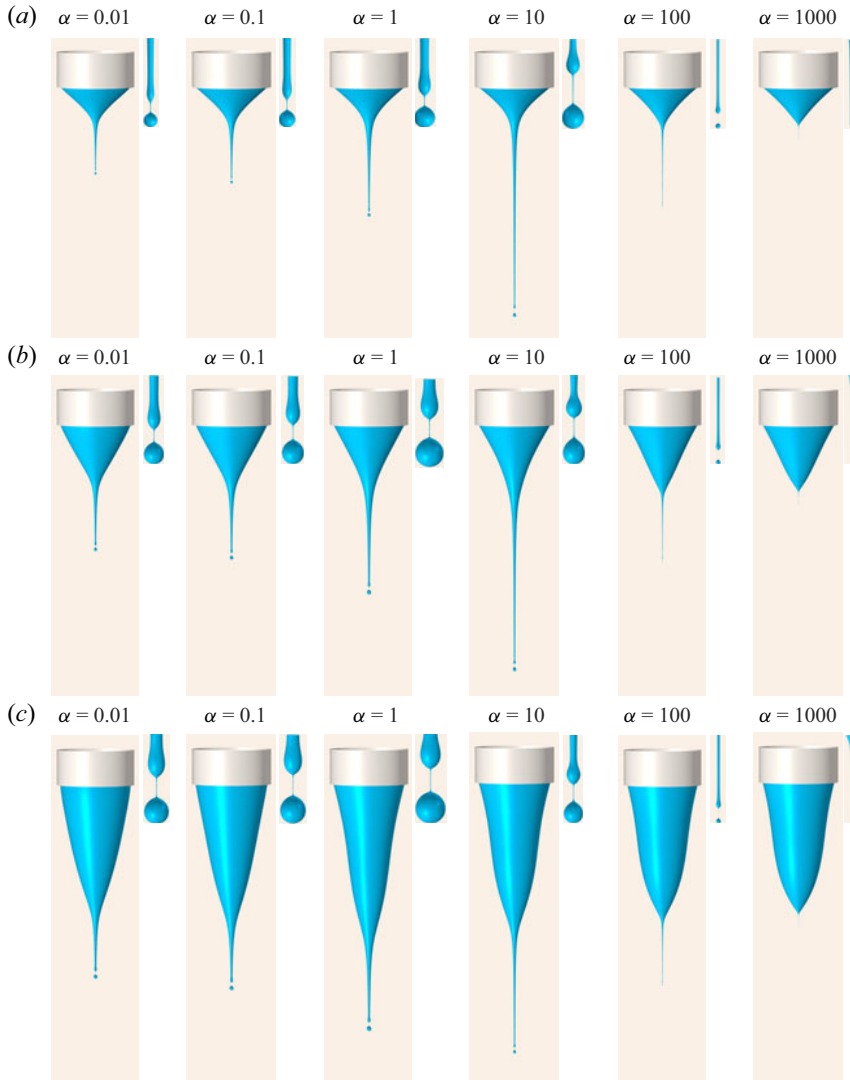 (a) α = 0.01 α = 0.1 α = 1 α = 10 α = 100 α = 1000
(b) α = 0.01 α = 0.1 α = 1 α = 10 α = 100 α = 1000
(c) α = 0.01 α = 0.1 α = 1 α = 10 α = 100 α = 1000